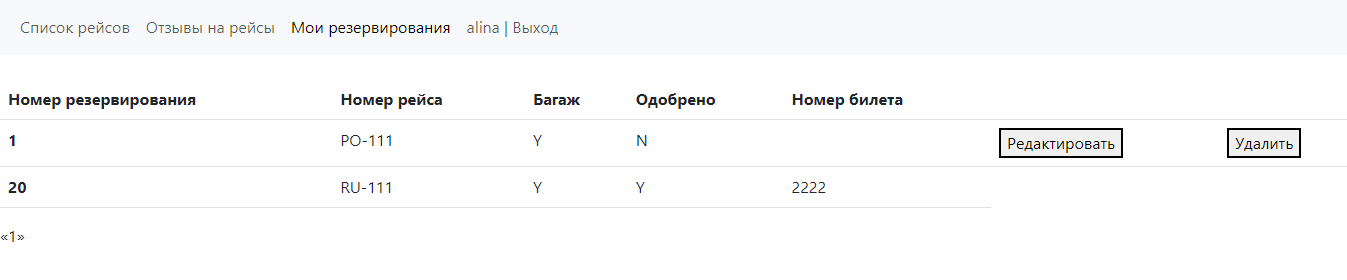 Список рейсов Отзывы на рейсы Мои резервирования alina | Выход
Номер резервирования Номер рейса Багаж Одобрено Номер билета
1 PO-111 Y N Редактировать Удалить
20 RU-111 Y Y 2222
«1»